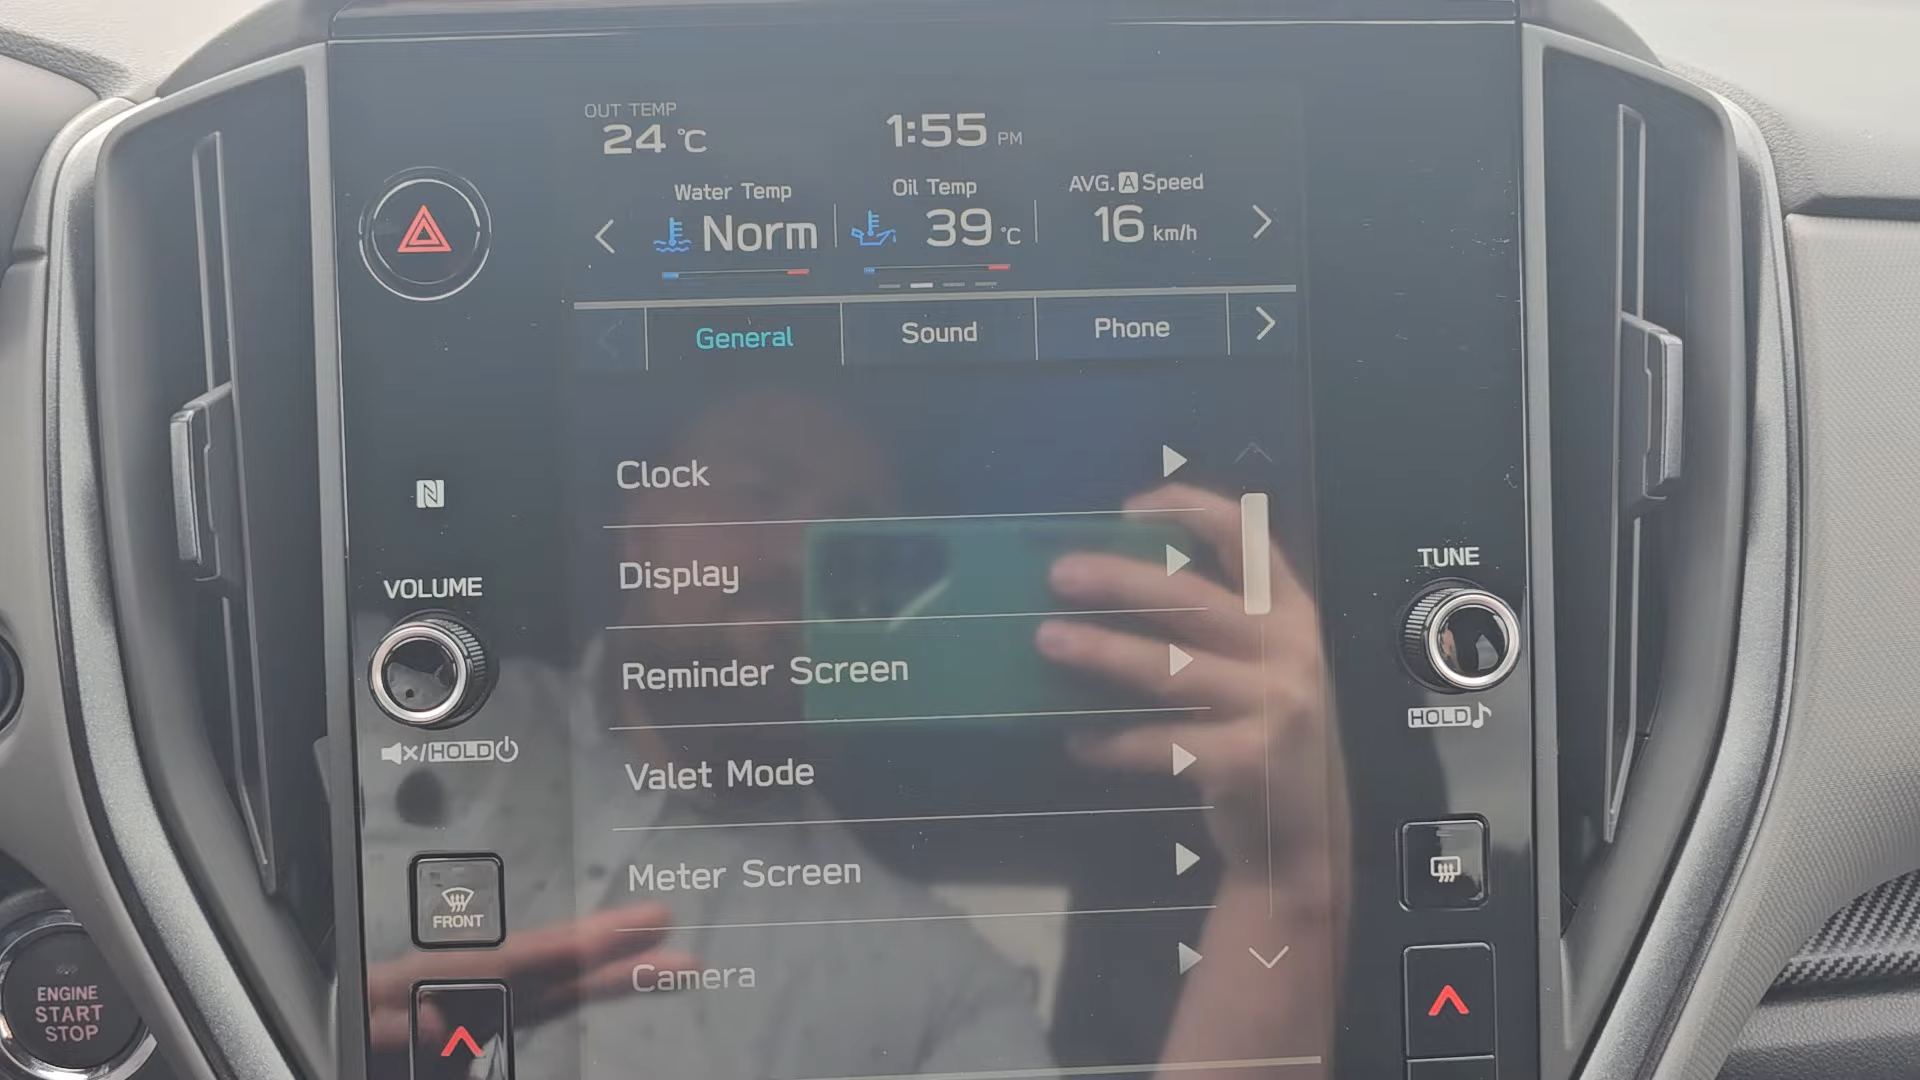 OUT TEMP
24 °C
1:55 PM
Water Temp
Norm
Oil Temp
39 °C
AVG. A Speed
16 km/h
General
Sound
Phone
Clock
Display
Reminder Screen
Valet Mode
Meter Screen
Camera
VOLUME
/HOLD
FRONT
ENGINE
START
STOP
TUNE
HOLD